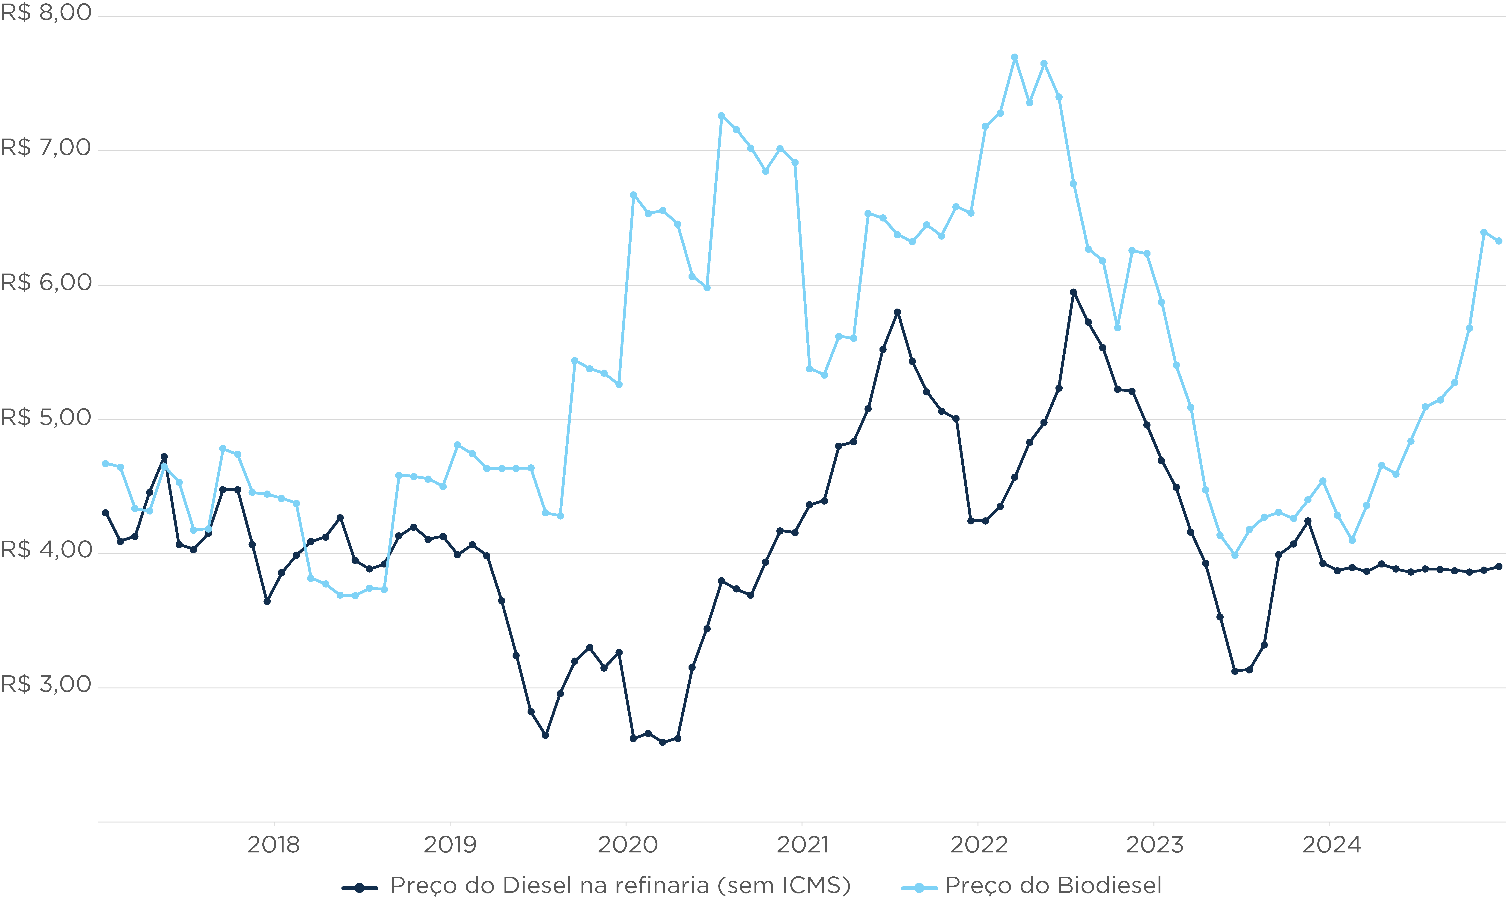 R$ 8,00
R$ 7,00
R$ 6,00
R$ 5,00
R$ 4,00
R$ 3,00
2018 2019 2020 2021 2022 2023 2024
Preço do Diesel na refinaria (sem ICMS) Preço do Biodiesel